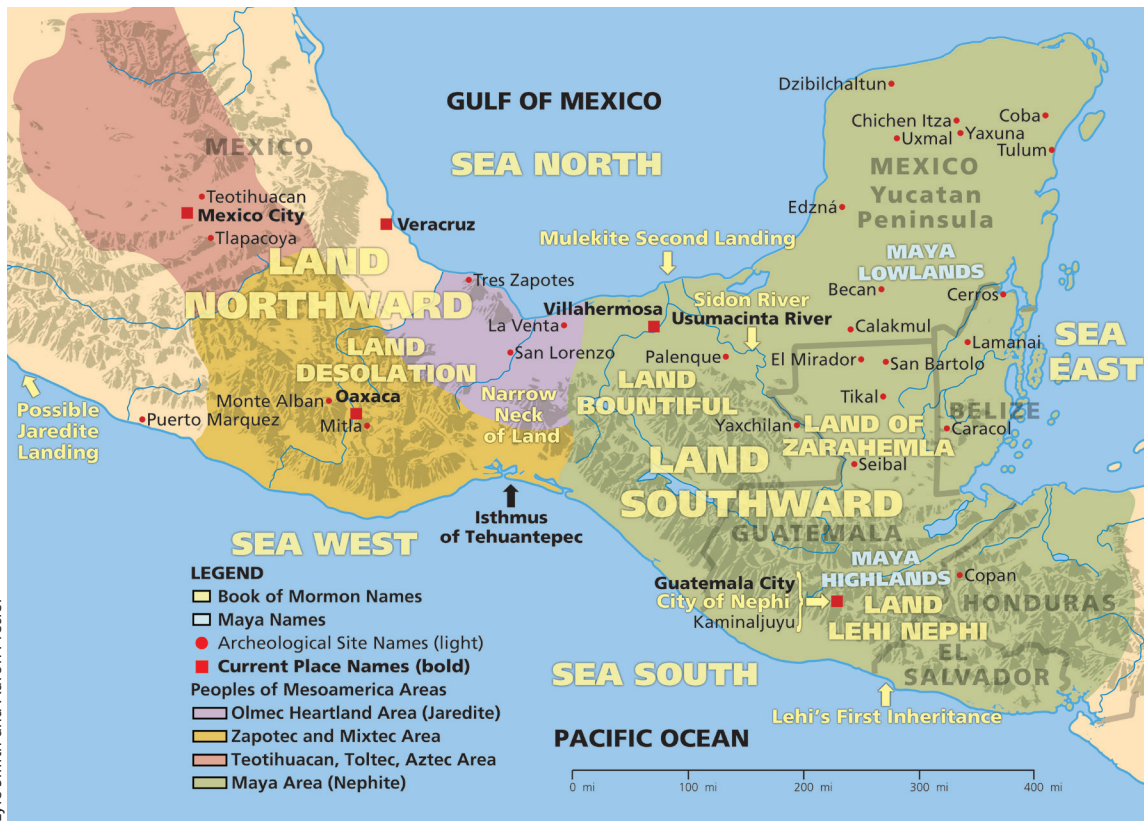 GULF OF MEXICO
SEA NORTH
MEXICO
Teotihuacan
Mexico City
Tlapacoya
Veracruz
LAND
NORTHWARD
Dzibilchaltun
Chichen Itza
Coba
Uxmal
Yaxuna
Tulum
MEXICO
Yucatan
Peninsula
Edzná
Mulekite Second Landing
MAYA
LOWLANDS
Becan
Cerros
Tres Zapotes
Villahermosa
Sidon River
Usumacinta River
La Venta
Calakmul
Lamanai
SEA
EAST
San Lorenzo
Palenque
El Mirador
San Bartolo
LAND
DESOLATION
LAND
BOUNTIFUL
Tikal
BELIZE
Possible
Jaredite
Landing
Puerto Marquez
Monte Alban
Oaxaca
Mitla
Narrow
Neck
of Land
Yaxchilan
LAND OF
ZARAHEMLA
Caracol
Seibal
LAND
SOUTHWARD
GUATEMALA
Isthmus
of Tehuantepec
SEA WEST
MAYA
HIGHLANDS
Copan
Guatemala City
City of Nephi
Kaminaljuyu
LAND
LEHI NEPHI
HONDURAS
EL
SALVADOR
SEA SOUTH
Lehi's First Inheritance
PACIFIC OCEAN
LEGEND
Book of Mormon Names
Maya Names
Archeological Site Names (light)
Current Place Names (bold)
Peoples of Mesoamerica Areas
Olmec Heartland Area (Jaredite)
Zapotec and Mixtec Area
Teotihuacan, Toltec, Aztec Area
Maya Area (Nephite)
0 mi
100 mi
200 mi
300 mi
400 mi